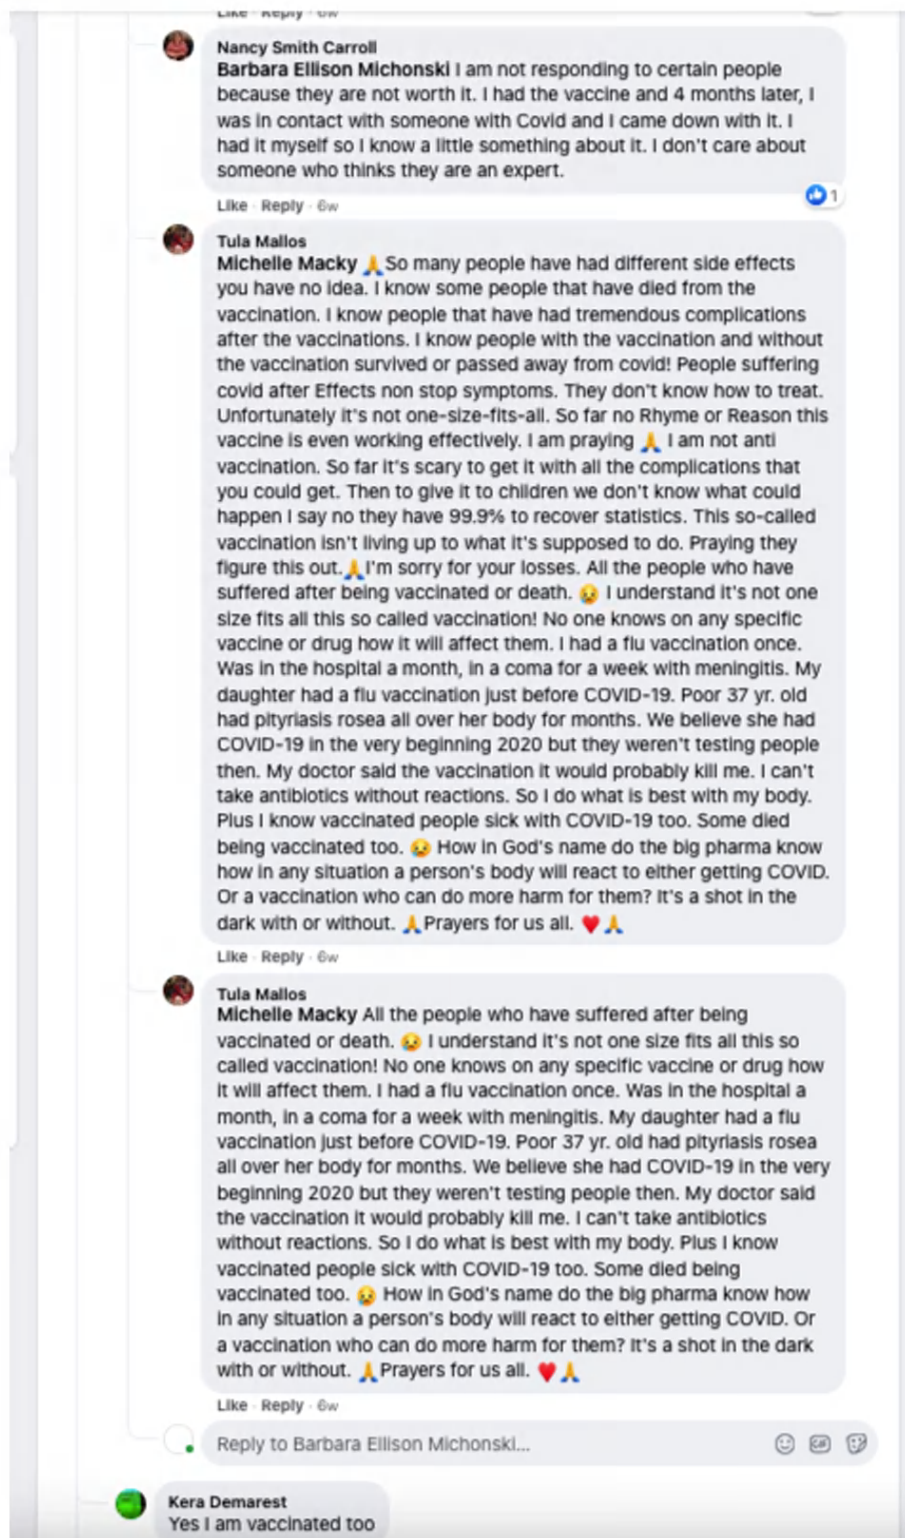 Like · Reply · 6w
Nancy Smith Carroll
Barbara Ellison Michonski I am not responding to certain people
because they are not worth it. I had the vaccine and 4 months later, I
was in contact with someone with Covid and I came down with it. I
had it myself so I know a little something about it. I don't care about
someone who thinks they are an expert.
1
Like · Reply · 6w
Tula Mallos
Michelle Macky 🙏So many people have had different side effects
you have no idea. I know some people that have died from the
vaccination. I know people that have had tremendous complications
after the vaccinations. I know people with the vaccination and without
the vaccination survived or passed away from covid! People suffering
covid after Effects non stop symptoms. They don't know how to treat.
Unfortunately it's not one-size-fits-all. So far no Rhyme or Reason this
vaccine is even working effectively. I am praying 🙏 I am not anti
vaccination. So far it's scary to get it with all the complications that
you could get. Then to give it to children we don't know what could
happen I say no they have 99.9% to recover statistics. This so-called
vaccination isn't living up to what it's supposed to do. Praying they
figure this out.🙏I'm sorry for your losses. All the people who have
suffered after being vaccinated or death. 😢 I understand it's not one
size fits all this so called vaccination! No one knows on any specific
vaccine or drug how it will affect them. I had a flu vaccination once.
Was in the hospital a month, in a coma for a week with meningitis. My
daughter had a flu vaccination just before COVID-19. Poor 37 yr. old
had pityriasis rosea all over her body for months. We believe she had
COVID-19 in the very beginning 2020 but they weren't testing people
then. My doctor said the vaccination it would probably kill me. I can't
take antibiotics without reactions. So I do what is best with my body.
Plus I know vaccinated people sick with COVID-19 too. Some died
being vaccinated too. 😢 How in God's name do the big pharma know
how in any situation a person's body will react to either getting COVID.
Or a vaccination who can do more harm for them? It's a shot in the
dark with or without. 🙏Prayers for us all. ♥️🙏
Like · Reply · 6w
Tula Mallos
Michelle Macky All the people who have suffered after being
vaccinated or death. 😢 I understand it's not one size fits all this so
called vaccination! No one knows on any specific vaccine or drug how
it will affect them. I had a flu vaccination once. Was in the hospital a
month, in a coma for a week with meningitis. My daughter had a flu
vaccination just before COVID-19. Poor 37 yr. old had pityriasis rosea
all over her body for months. We believe she had COVID-19 in the very
beginning 2020 but they weren't testing people then. My doctor said
the vaccination it would probably kill me. I can't take antibiotics
without reactions. So I do what is best with my body. Plus I know
vaccinated people sick with COVID-19 too. Some died being
vaccinated too. 😢 How in God's name do the big pharma know how
in any situation a person's body will react to either getting COVID. Or
a vaccination who can do more harm for them? It's a shot in the dark
with or without. 🙏Prayers for us all. ♥️🙏
Like · Reply · 6w
Reply to Barbara Ellison Michonski...
GIF
Kera Demarest
Yes I am vaccinated too